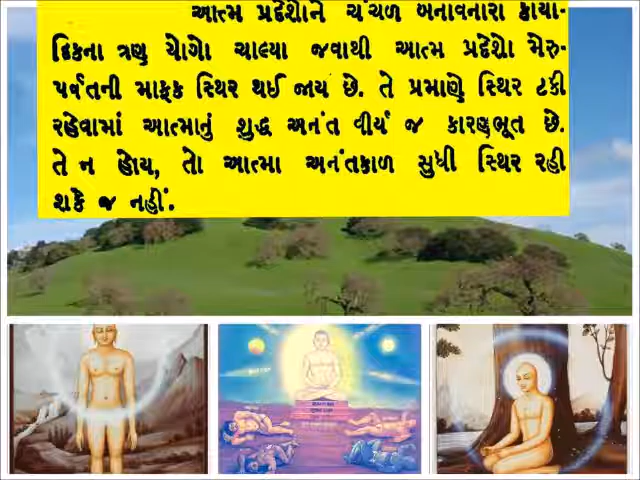 આત્મ પ્રદેશોને ચંચળ બનાવનારા કાયા-
દિકના ત્રણ યોગો ચાલ્યા જવાથી આત્મ પ્રદેશો મેરુ-
પર્વતની માફક સ્થિર થઈ જાય છે. તે પ્રમાણે સ્થિર ટકી
રહેવામાં આત્માનું શુદ્ધ અનંત વીર્ય જ કારણભૂત છે.
તે ન હોય, તો આત્મા અનંતકાળ સુધી સ્થિર રહી
શકે જ નહીં.